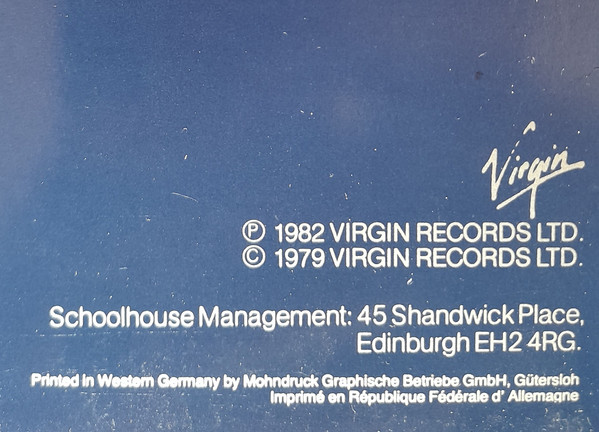 Virgin
℗ 1982 VIRGIN RECORDS LTD.
© 1979 VIRGIN RECORDS LTD.
Schoolhouse Management: 45 Shandwick Place,
Edinburgh EH2 4RG.
Printed in Western Germany by Mohndruck Graphische Betriebe GmbH, Gütersloh
Imprimé en République Fédérale d' Allemagne